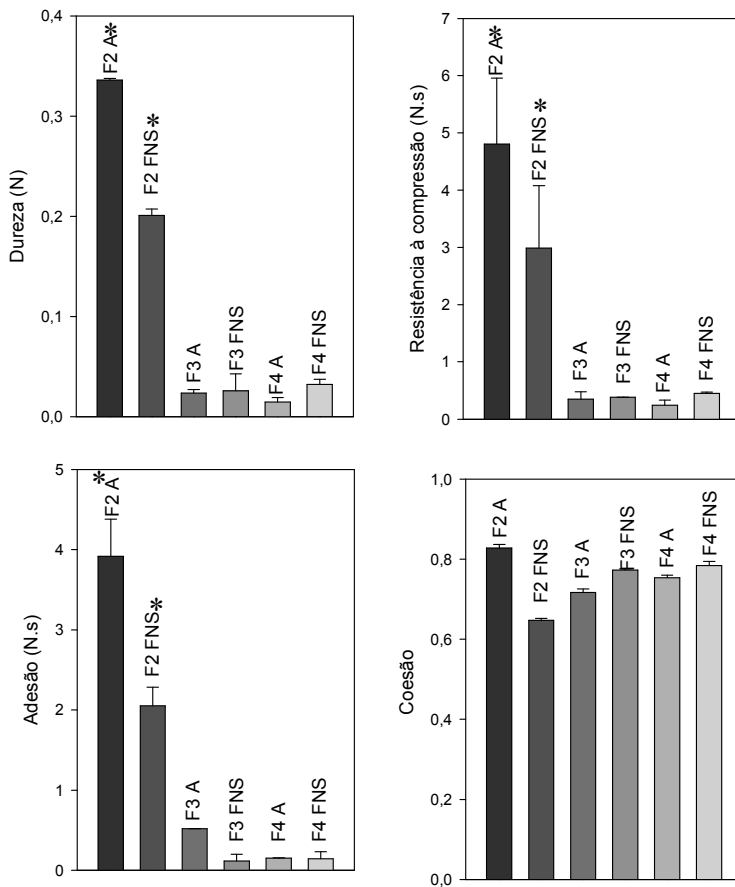 Dureza (N)
0,4
0,3
0,2
0,1
0,0
F2 A*
F2 FNS*
F3 A
F3 FNS
F4 A
F4 FNS
Resistência à compressão (N.s)
7
6
5
4
3
2
1
0
F2 A*
F2 FNS*
F3 A
F3 FNS
F4 A
F4 FNS
Adesão (N.s)
5
4
3
2
1
0
*F2 A
F2 FNS*
F3 A
F3 FNS
F4 A
F4 FNS
Coesão
1,0
0,8
0,6
0,4
0,2
0,0
F2 A
F2 FNS
F3 A
F3 FNS
F4 A
F4 FNS